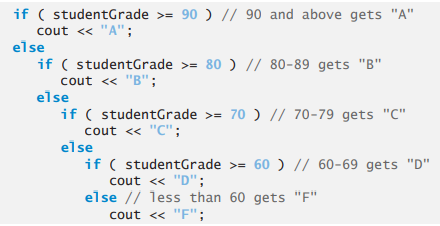 if ( studentGrade >= 90 ) // 90 and above gets "A"
cout << "A";
else
if ( studentGrade >= 80 ) // 80-89 gets "B"
cout << "B";
else
if ( studentGrade >= 70 ) // 70-79 gets "C"
cout << "C";
else
if ( studentGrade >= 60 ) // 60-69 gets "D"
cout << "D";
else // less than 60 gets "F"
cout << "F";